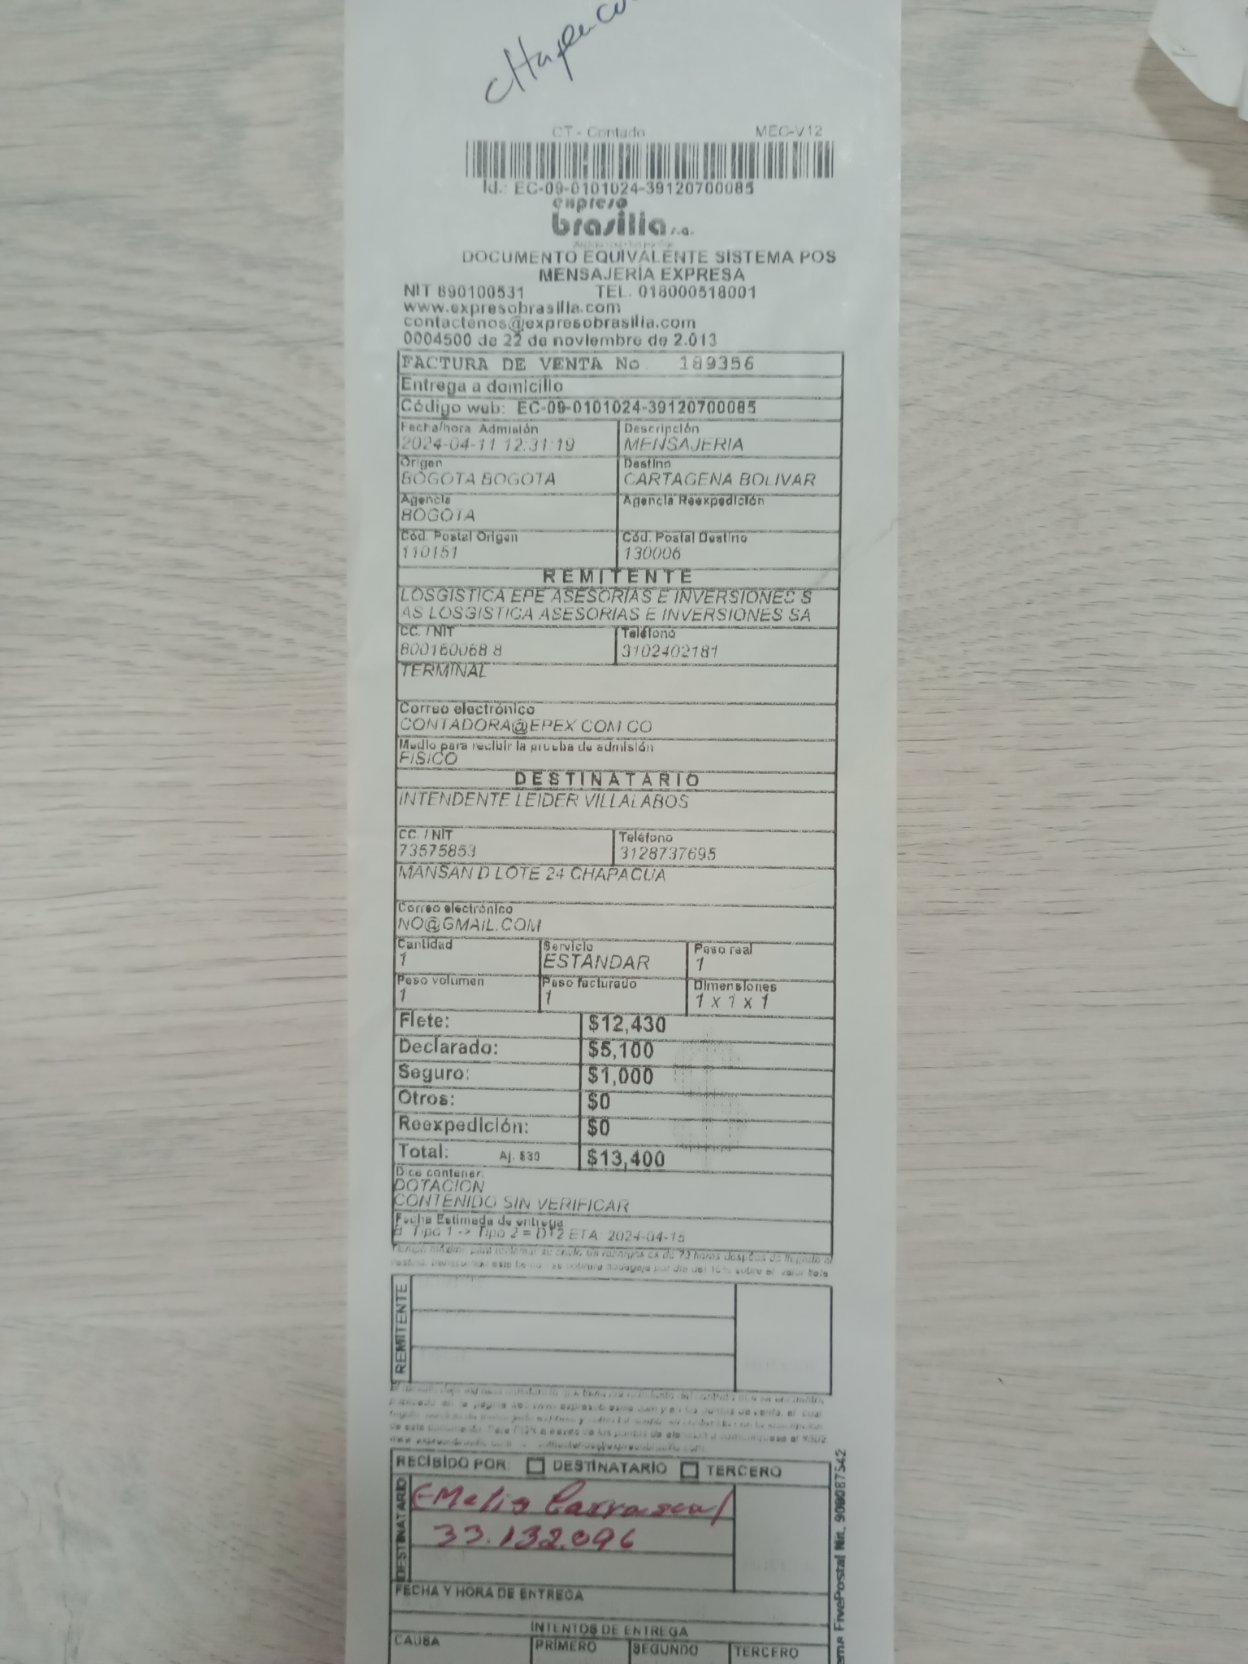 CT - Contado MEC-V12
Id.: EC-09-0101024-39120700085
expreso
brasilia s.a.
DOCUMENTO EQUIVALENTE SISTEMA POS
MENSAJERÍA EXPRESA
NIT 890100531 TEL. 018000518001
www.expresobrasilia.com
contactenos@expresobrasilia.com
0004500 de 22 de noviembre de 2.013
FACTURA DE VENTA No 189356
Entrega a domicilio
Código web: EC-09-0101024-39120700085
Fecha/hora Admisión Descripción
2024-04-11 12:31:19 MENSAJERIA
Origen Destino
BOGOTA BOGOTA CARTAGENA BOLIVAR
Agencia Agencia Reexpedición
BOGOTA
Cód. Postal Origen Cód. Postal Destino
110151 130006
REMITENTE
LOSGISTICA EPE ASESORIAS E INVERSIONES S
AS LOSGISTICA ASESORIAS E INVERSIONES SA
CC. / NIT Teléfono
800160068 8 3102402181
TERMINAL
Correo electrónico
CONTADORA@EPEX.COM.CO
Medio para recibir la prueba de admisión
FISICO
DESTINATARIO
INTENDENTE LEIDER VILLALABOS
CC. / NIT Teléfono
73575853 3128737695
MANSAN D LOTE 24 CHAPACUA
Correo electrónico
NO@GMAIL.COM
Cantidad Servicio Peso real
1 ESTANDAR 1
Peso volumen Peso facturado Dimensiones
1 1 1 x 1 x 1
Flete: $12,430
Declarado: $5,100
Seguro: $1,000
Otros: $0
Reexpedición: $0
Total: Aj. $30 $13,400
Dice contener:
DOTACION
CONTENIDO SIN VERIFICAR
Fecha Estimada de entrega
Tipo 1 -> Tipo 2 = D+2 ETA 2024-04-15
REMITENTE
RECIBIDO POR: DESTINATARIO TERCERO
DESTINATARIO
EMelis Carrascal
33.132.096
FECHA Y HORA DE ENTREGA
INTENTOS DE ENTREGA
CAUSA PRIMERO SEGUNDO TERCERO
FivePostal Nit. 909087542